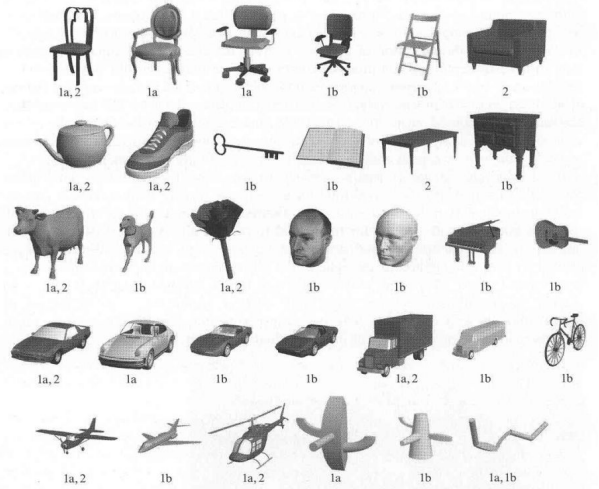 1a, 2 1a 1a 1b 1b 2
1a, 2 1a, 2 1b 1b 2 1b
1a, 2 1b 1a, 2 1b 1b 1b 1b
1a, 2 1a 1b 1b 1a, 2 1b 1b
1a, 2 1b 1a, 2 1a 1b 1a, 1b